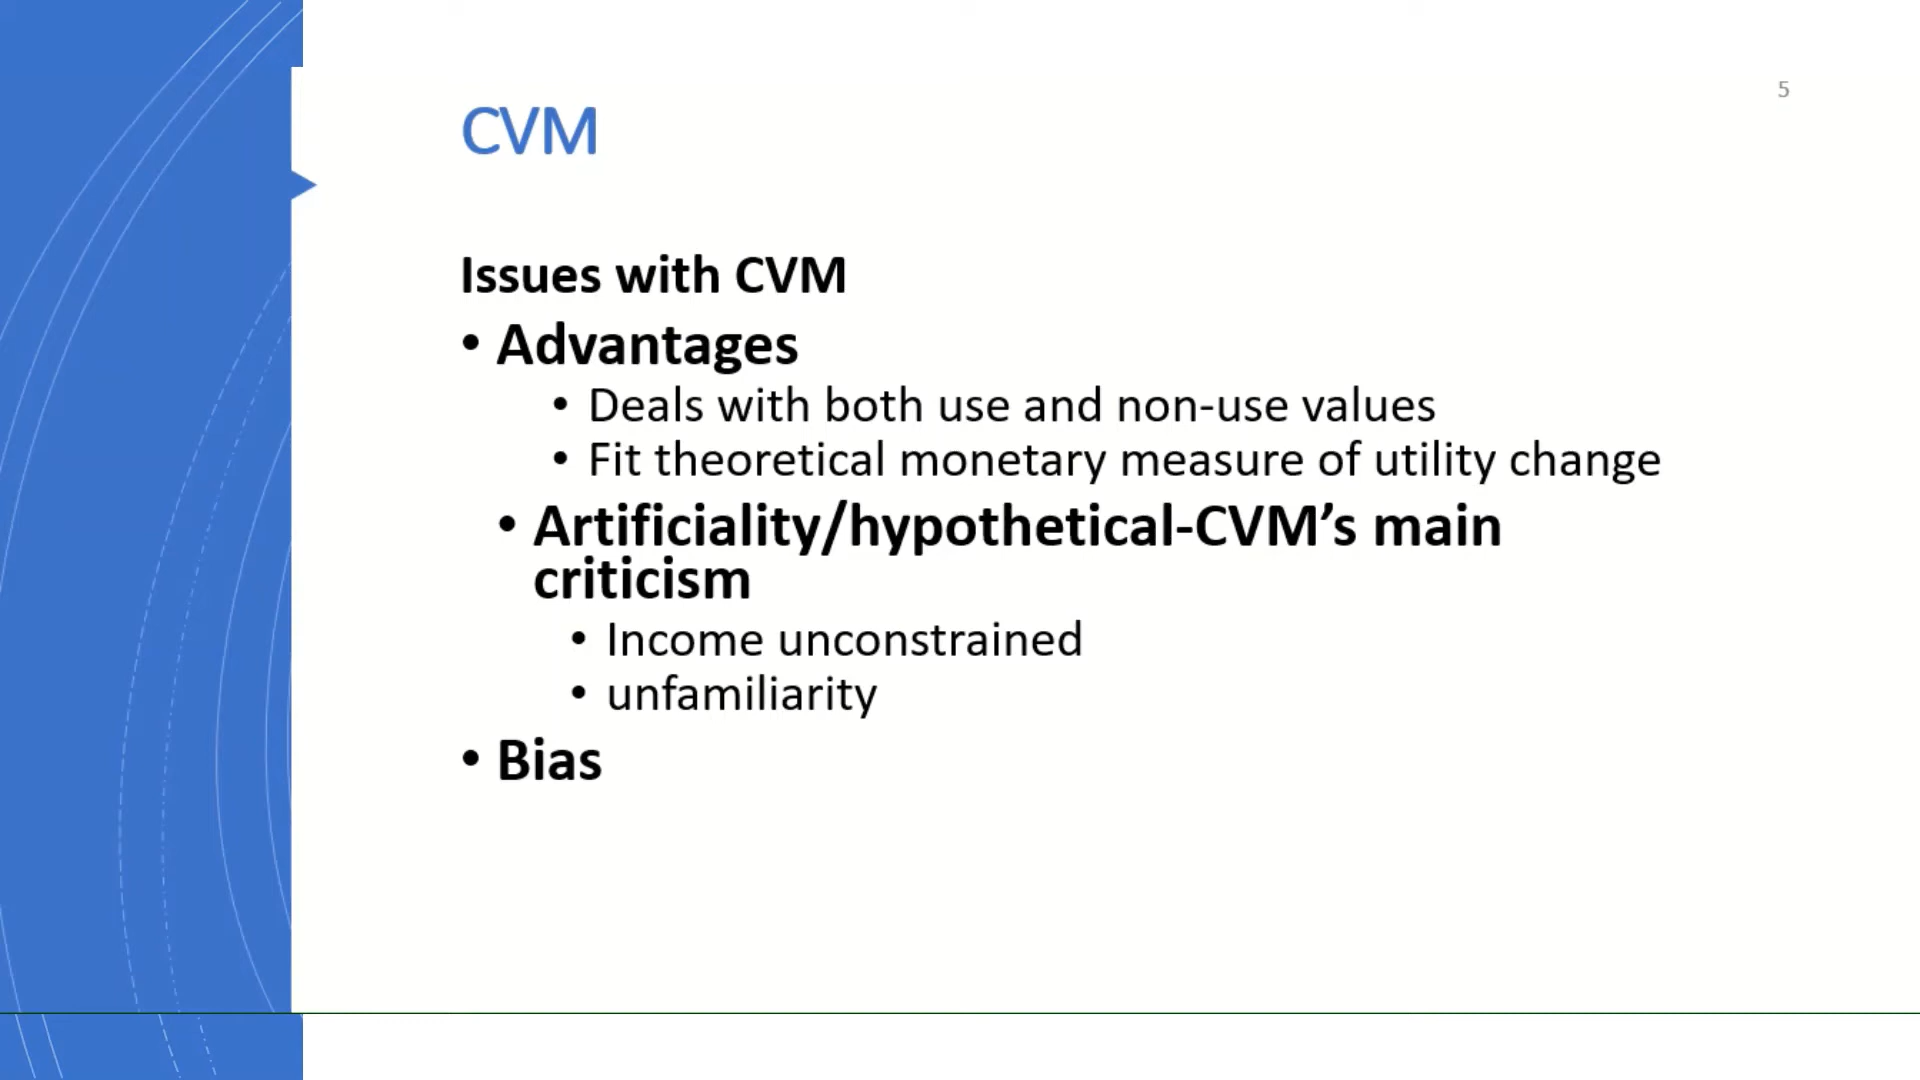 5
CVM
Issues with CVM
• Advantages
• Deals with both use and non-use values
• Fit theoretical monetary measure of utility change
• Artificiality/hypothetical-CVM’s main
criticism
• Income unconstrained
• unfamiliarity
• Bias